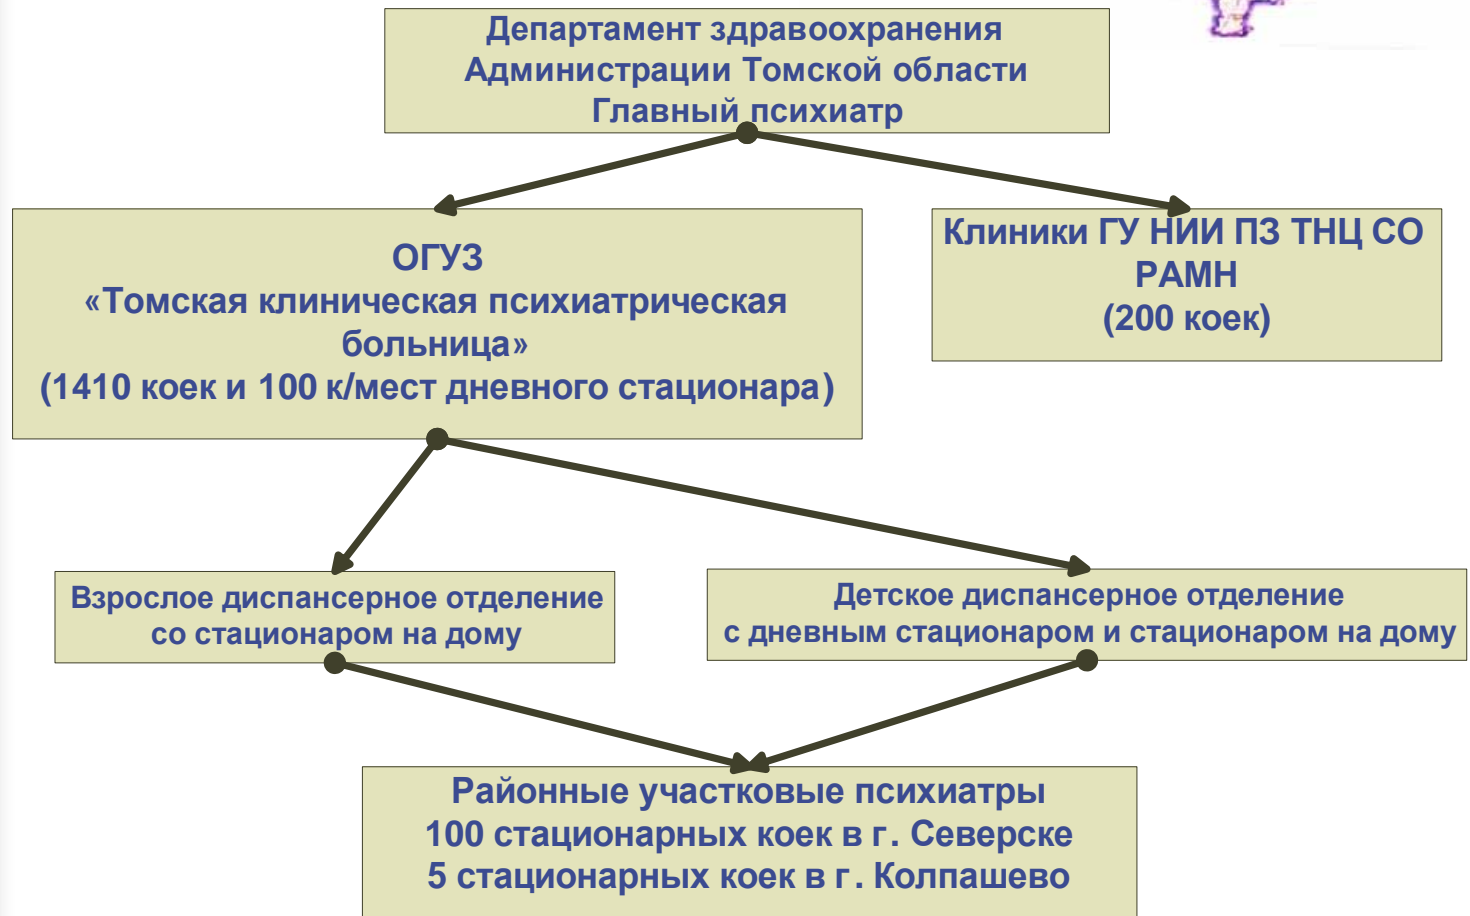 Департамент здравоохранения
Администрации Томской области
Главный психиатр
ОГУЗ
«Томская клиническая психиатрическая
больница»
(1410 коек и 100 к/мест дневного стационара)
Клиники ГУ НИИ ПЗ ТНЦ СО
РАМН
(200 коек)
Взрослое диспансерное отделение
со стационаром на дому
Детское диспансерное отделение
с дневным стационаром и стационаром на дому
Районные участковые психиатры
100 стационарных коек в г. Северске
5 стационарных коек в г. Колпашево